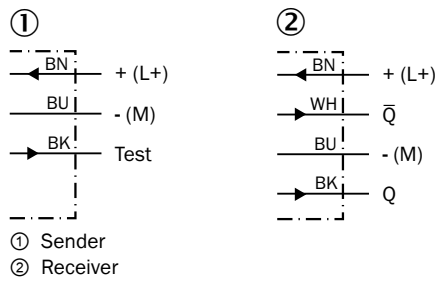 ① ②
BN + (L+)
BU - (M)
BK Test
BN + (L+)
WH Q̅
BU - (M)
BK Q
① Sender
② Receiver